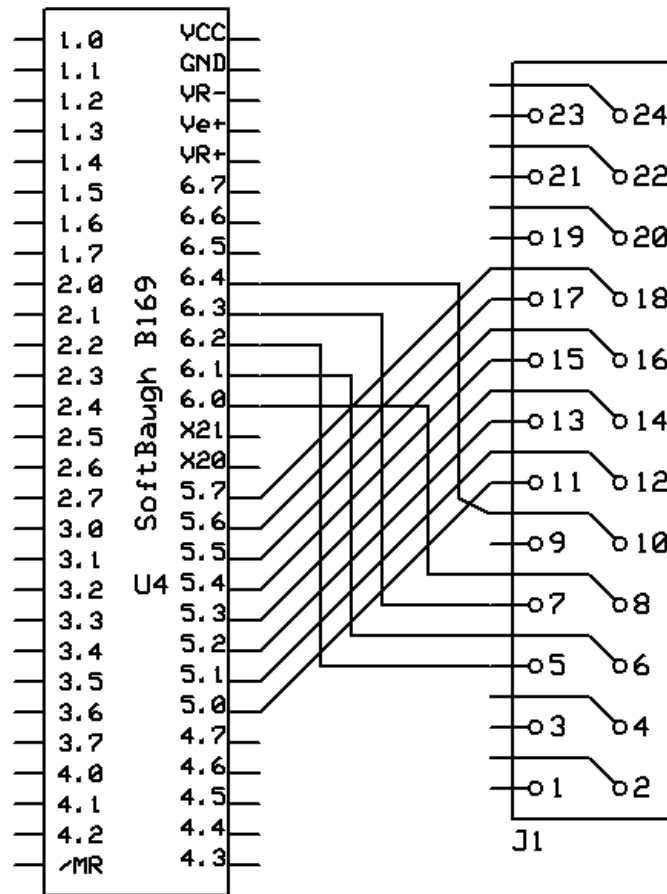 1.0 VCC
1.1 GND
1.2 VR-
1.3 Ve+
1.4 VR+
1.5 6.7
1.6 6.6
1.7 6.5
2.0 6.4
2.1 6.3
2.2 6.2
2.3 6.1
2.4 6.0
2.5 X21
2.6 X20
2.7 5.7
3.0 5.6
3.1 5.5
3.2 5.4
3.3 5.3
3.4 5.2
3.5 5.1
3.6 5.0
3.7 4.7
4.0 4.6
4.1 4.5
4.2 4.4
/MR 4.3
SoftBaugh B169
U4
23 24
21 22
19 20
17 18
15 16
13 14
11 12
9 10
7 8
5 6
3 4
1 2
J1